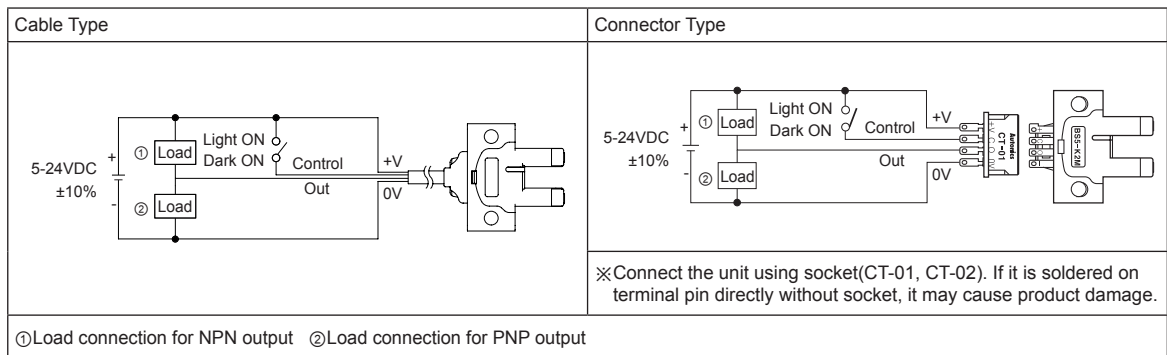 Cable Type
Connector Type
5-24VDC
±10%
+
-
① Load
② Load
Light ON
Dark ON
Control
Out
+V
0V
5-24VDC
±10%
+
-
① Load
② Load
Light ON
Dark ON
Control
Out
+V
0V
Autonics
CT-01
BS5-K2M
※Connect the unit using socket(CT-01, CT-02). If it is soldered on
terminal pin directly without socket, it may cause product damage.
①Load connection for NPN output ②Load connection for PNP output